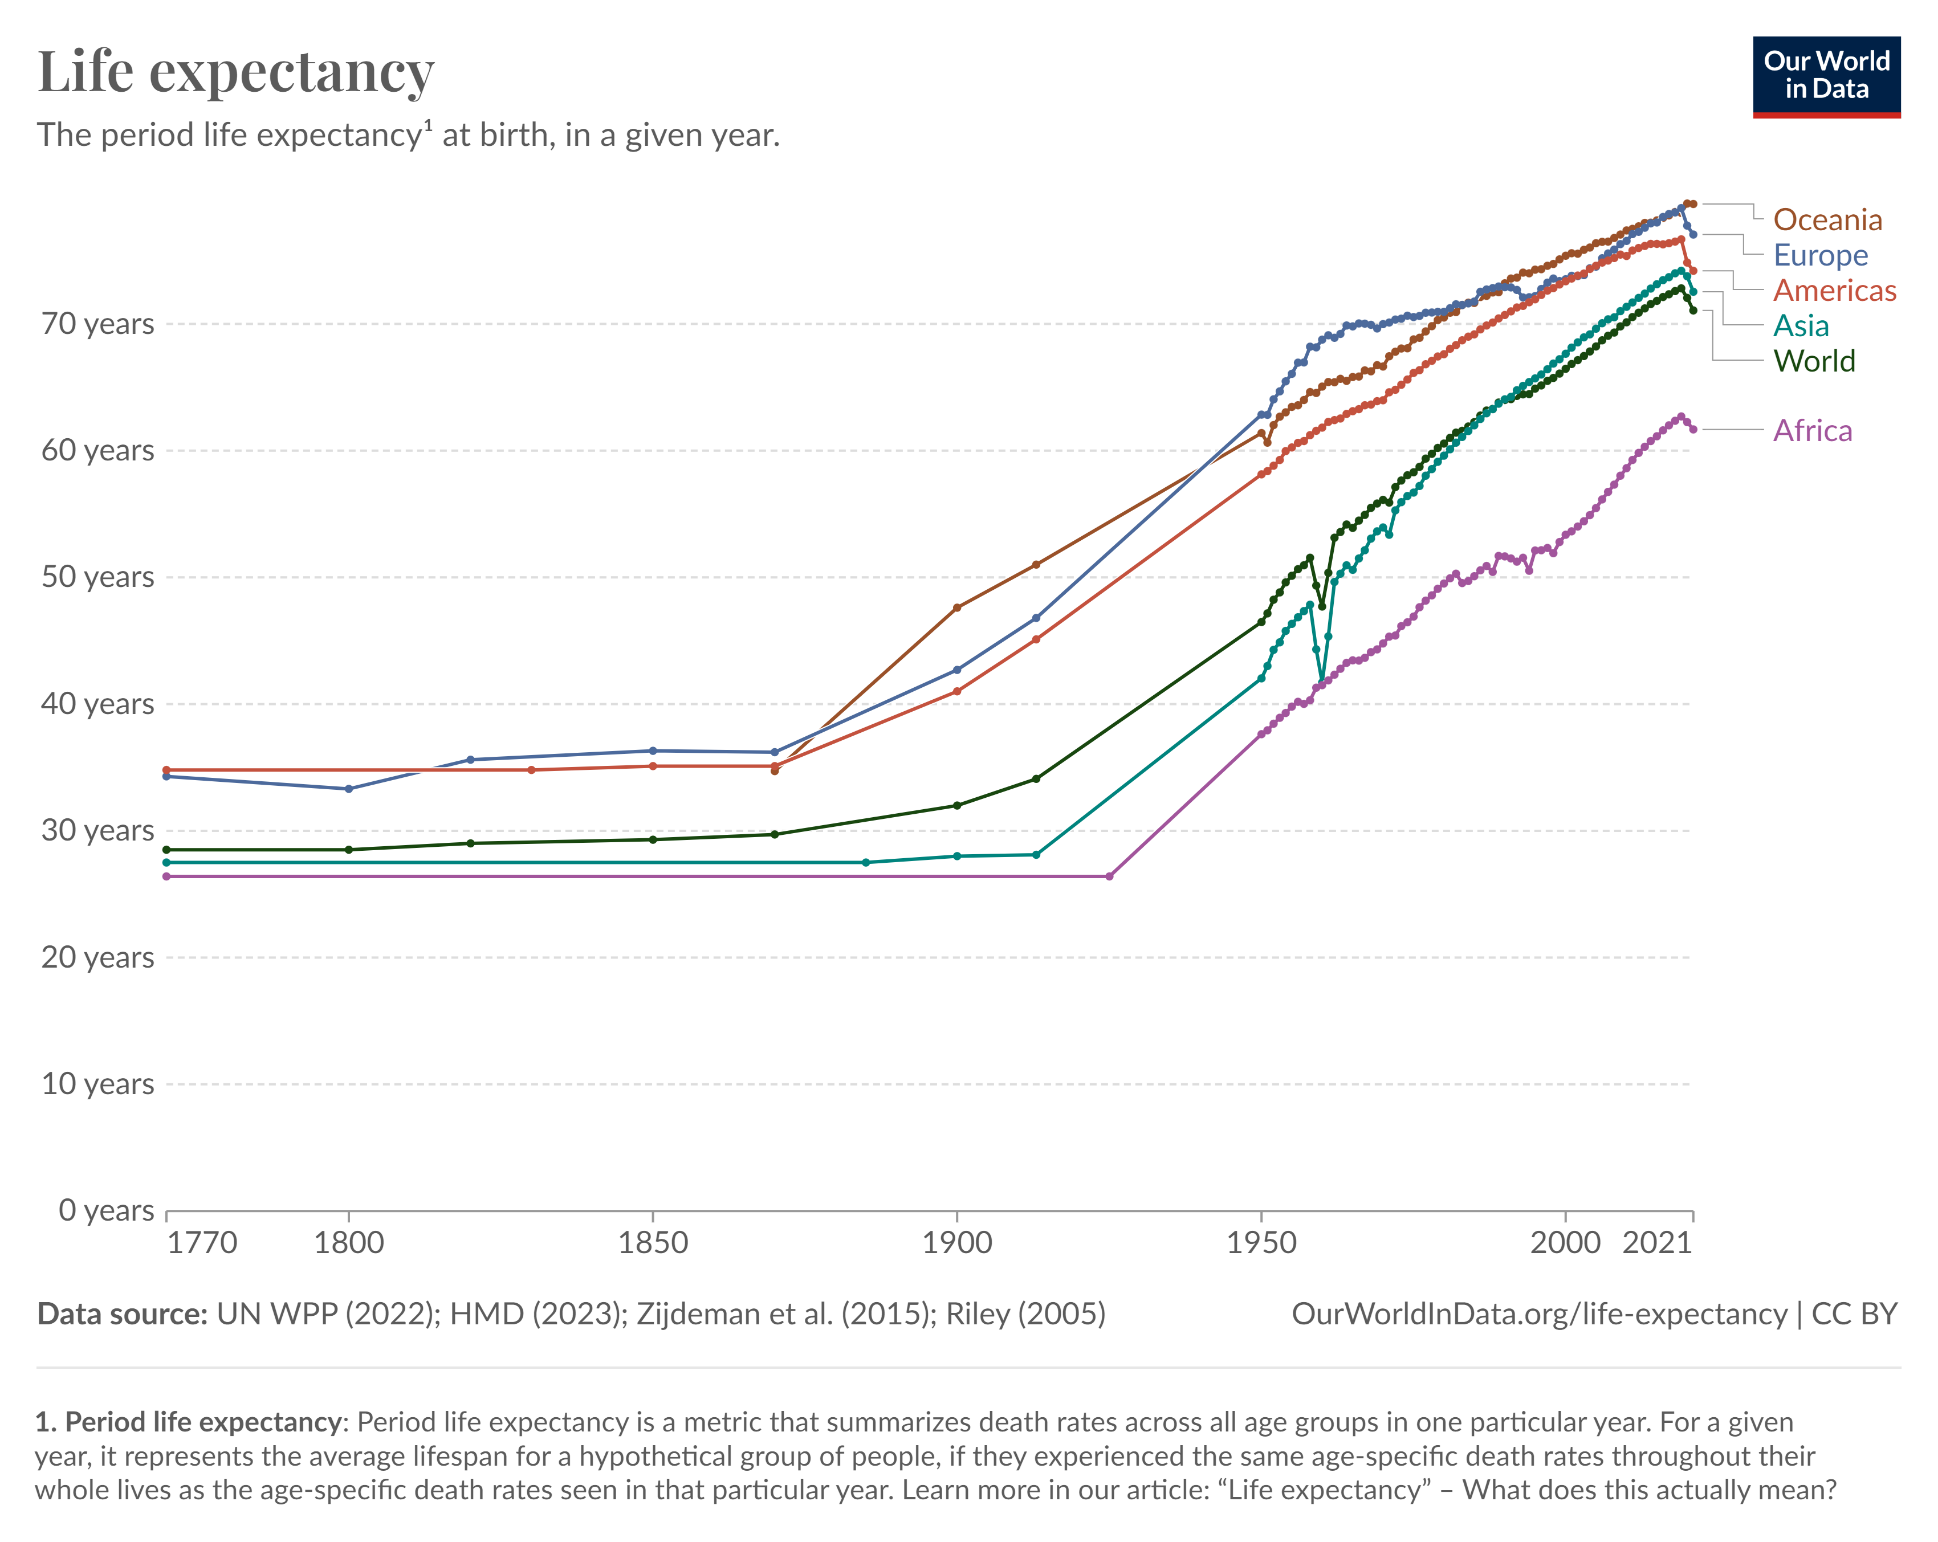 Life expectancy
The period life expectancy¹ at birth, in a given year.
Our World
in Data
Oceania
Europe
Americas
Asia
World
Africa
70 years
60 years
50 years
40 years
30 years
20 years
10 years
0 years
1770 1800 1850 1900 1950 2000 2021
Data source: UN WPP (2022); HMD (2023); Zijdeman et al. (2015); Riley (2005)
OurWorldInData.org/life-expectancy | CC BY
1. Period life expectancy: Period life expectancy is a metric that summarizes death rates across all age groups in one particular year. For a given
year, it represents the average lifespan for a hypothetical group of people, if they experienced the same age-specific death rates throughout their
whole lives as the age-specific death rates seen in that particular year. Learn more in our article: “Life expectancy” – What does this actually mean?